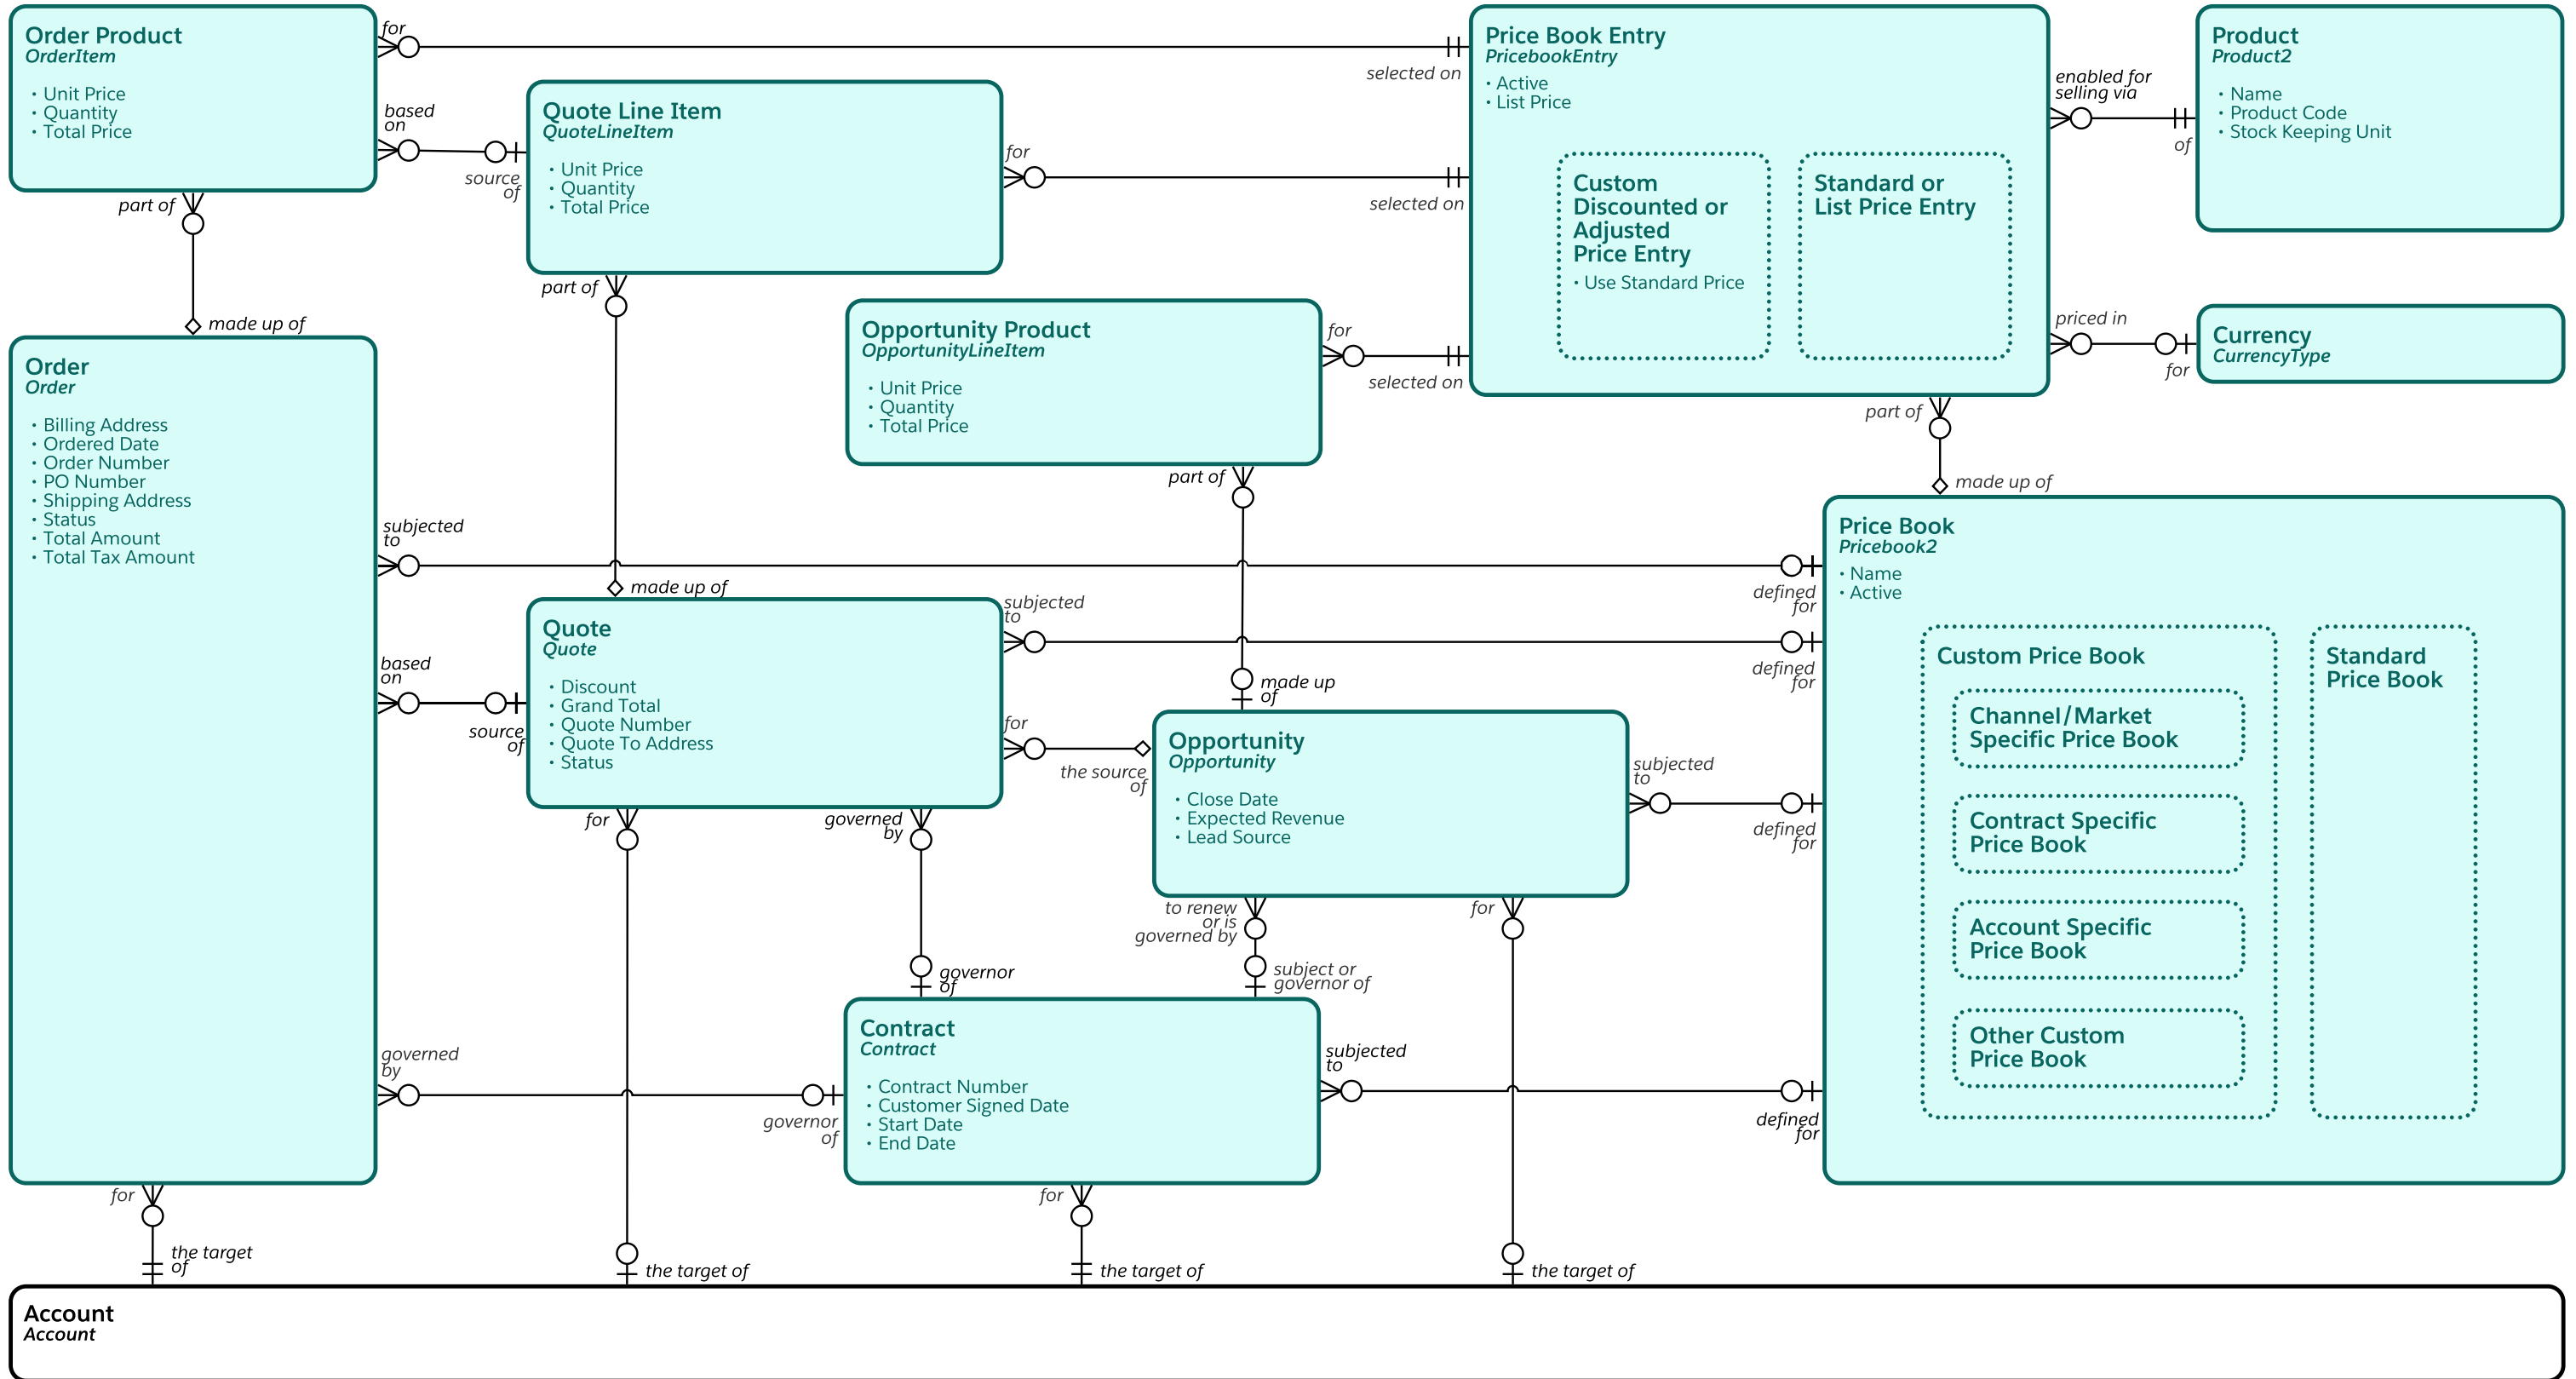 Order Product
OrderItem
· Unit Price
· Quantity
· Total Price
for
selected on
based
on
source
of
part of
made up of
Quote Line Item
QuoteLineItem
· Unit Price
· Quantity
· Total Price
for
selected on
part of
made up of
Price Book Entry
PricebookEntry
· Active
· List Price
Custom
Discounted or
Adjusted
Price Entry
· Use Standard Price
Standard or
List Price Entry
enabled for
selling via
of
Product
Product2
· Name
· Product Code
· Stock Keeping Unit
priced in
for
Currency
CurrencyType
part of
made up of
Opportunity Product
OpportunityLineItem
· Unit Price
· Quantity
· Total Price
for
selected on
part of
made up
of
Order
Order
· Billing Address
· Ordered Date
· Order Number
· PO Number
· Shipping Address
· Status
· Total Amount
· Total Tax Amount
subjected
to
defined
for
based
on
source
of
governed
by
governor
of
for
the target
of
Quote
Quote
· Discount
· Grand Total
· Quote Number
· Quote To Address
· Status
subjected
to
defined
for
for
the source
of
for
the target of
governed
by
governor
of
Opportunity
Opportunity
· Close Date
· Expected Revenue
· Lead Source
subjected
to
defined
for
to renew
or is
governed by
subject or
governor of
for
the target of
Contract
Contract
· Contract Number
· Customer Signed Date
· Start Date
· End Date
subjected
to
defined
for
for
the target of
Price Book
Pricebook2
· Name
· Active
Custom Price Book
Channel/Market
Specific Price Book
Contract Specific
Price Book
Account Specific
Price Book
Other Custom
Price Book
Standard
Price Book
Account
Account